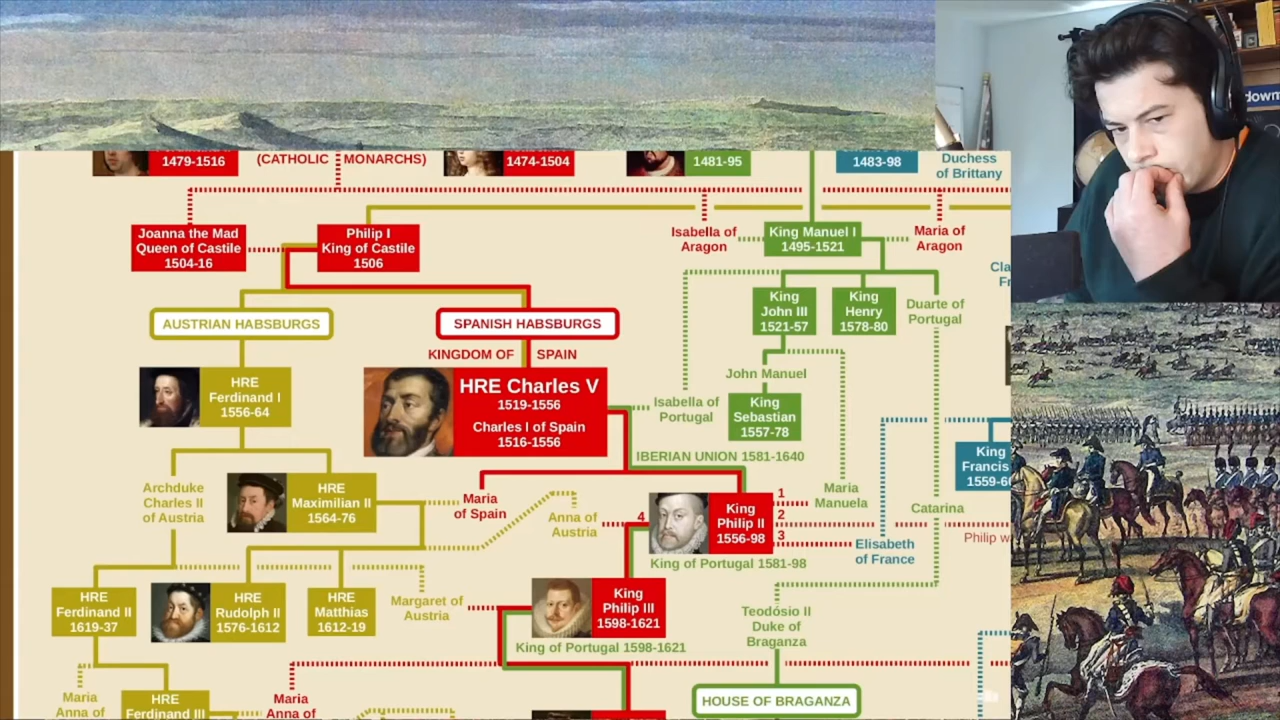 1479-1516
(CATHOLIC MONARCHS)
1474-1504
1481-95
1483-98
Duchess
of Brittany
Joanna the Mad
Queen of Castile
1504-16
Philip I
King of Castile
1506
Isabella of
Aragon
King Manuel I
1495-1521
Maria of
Aragon
AUSTRIAN HABSBURGS
SPANISH HABSBURGS
KINGDOM OF SPAIN
King
John III
1521-57
King
Henry
1578-80
Duarte of
Portugal
HRE
Ferdinand I
1556-64
HRE Charles V
1519-1556
Charles I of Spain
1516-1556
Isabella of
Portugal
John Manuel
King
Sebastian
1557-78
IBERIAN UNION 1581-1640
King
Francis
Archduke
Charles II
of Austria
HRE
Maximilian II
1564-76
Maria
of Spain
Anna of
Austria
4
King
Philip II
1556-98
1
2
3
Maria
Manuela
Catarina
Philip w
Elisabeth
of France
King of Portugal 1581-98
HRE
Ferdinand II
1619-37
HRE
Rudolph II
1576-1612
HRE
Matthias
1612-19
Margaret of
Austria
King
Philip III
1598-1621
King of Portugal 1598-1621
Teodósio II
Duke of
Braganza
Maria
Anna of
HRE
Ferdinand III
Maria
Anna of
HOUSE OF BRAGANZA
down